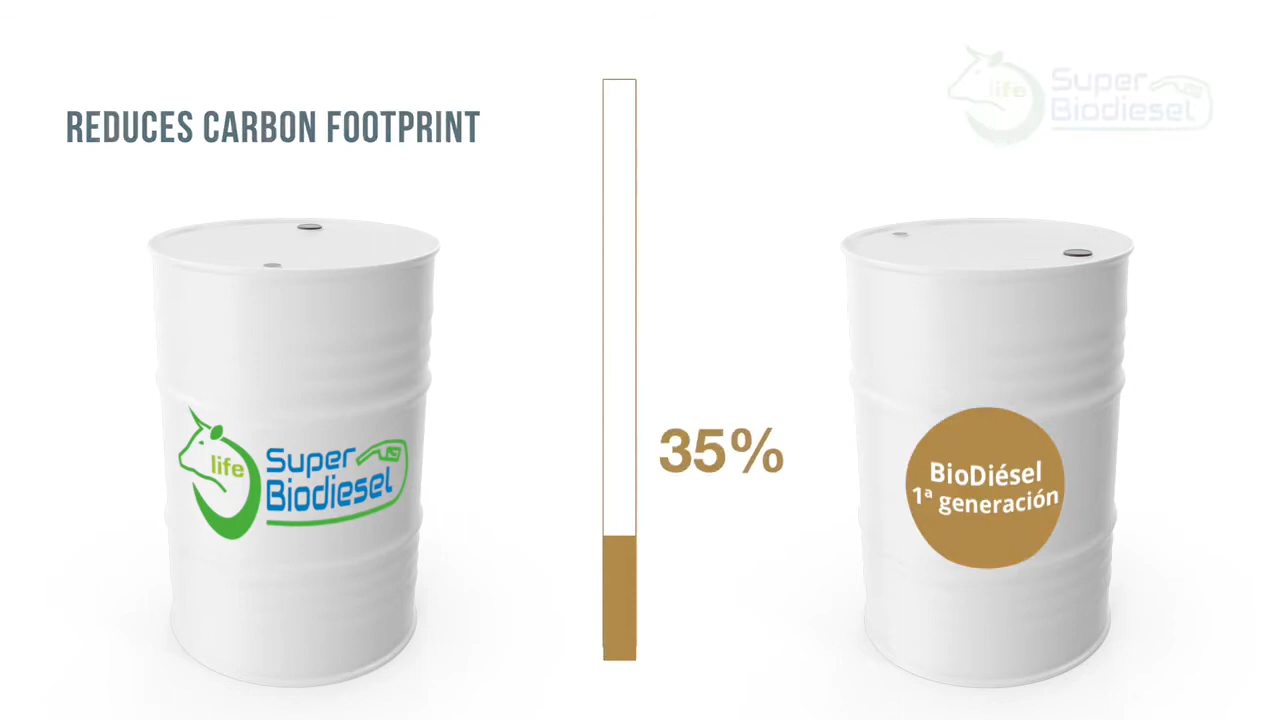 REDUCES CARBON FOOTPRINT
life
Super
Biodiesel
life
Super
Biodiesel
35%
BioDiésel
1ª generación